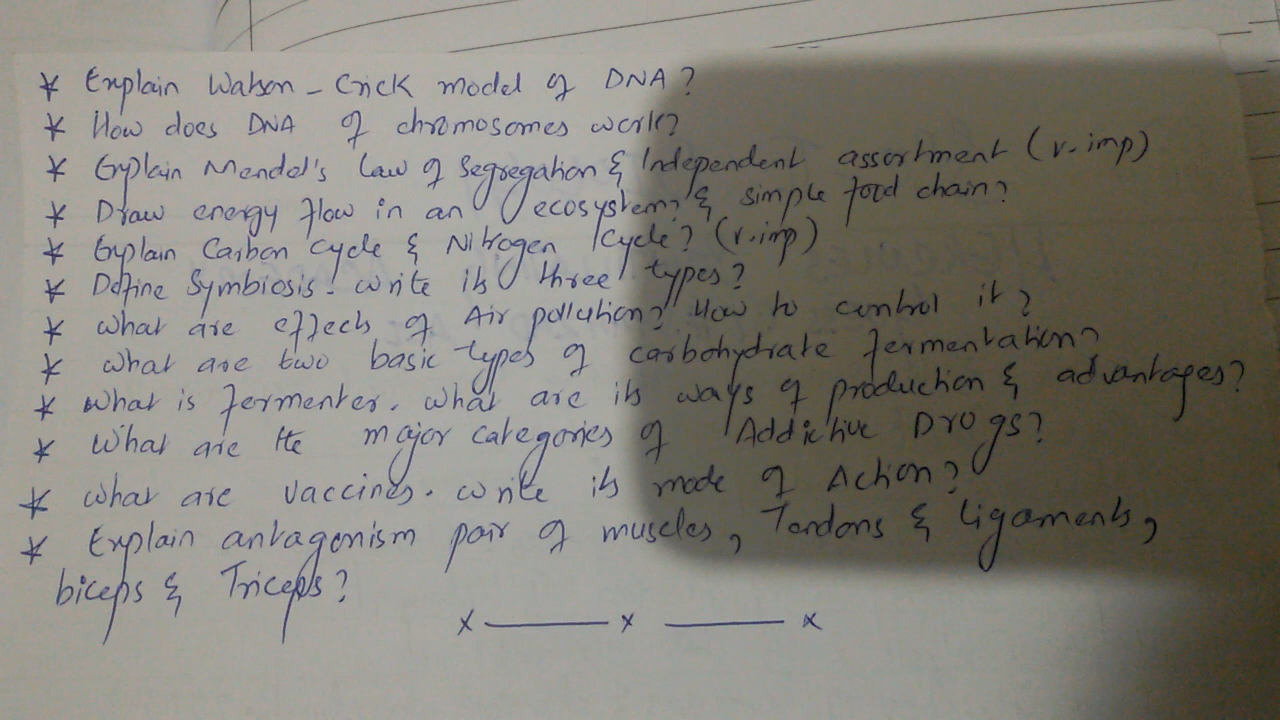 * Explain Watson - Crick model of DNA?
* How does DNA of chromosomes work?
* Explain Mendel's law of Segregation & Independent assortment (v.imp)
* Draw energy flow in an ecosystem? & simple food chain?
* Explain Carbon cycle & Nitrogen cycle? (v.imp)
* Define Symbiosis. write its three types?
* What are effects of Air pollution? How to control it?
* What are two basic types of carbohydrate fermentation?
* What is fermenter. What are its ways of production & advantages?
* What are the major categories of Addictive Drogs?
* What are vaccines. write its mode of Action?
* Explain antagonism pair of muscles, Tendons & Ligaments,
biceps & Triceps?
x ——— x ——— x